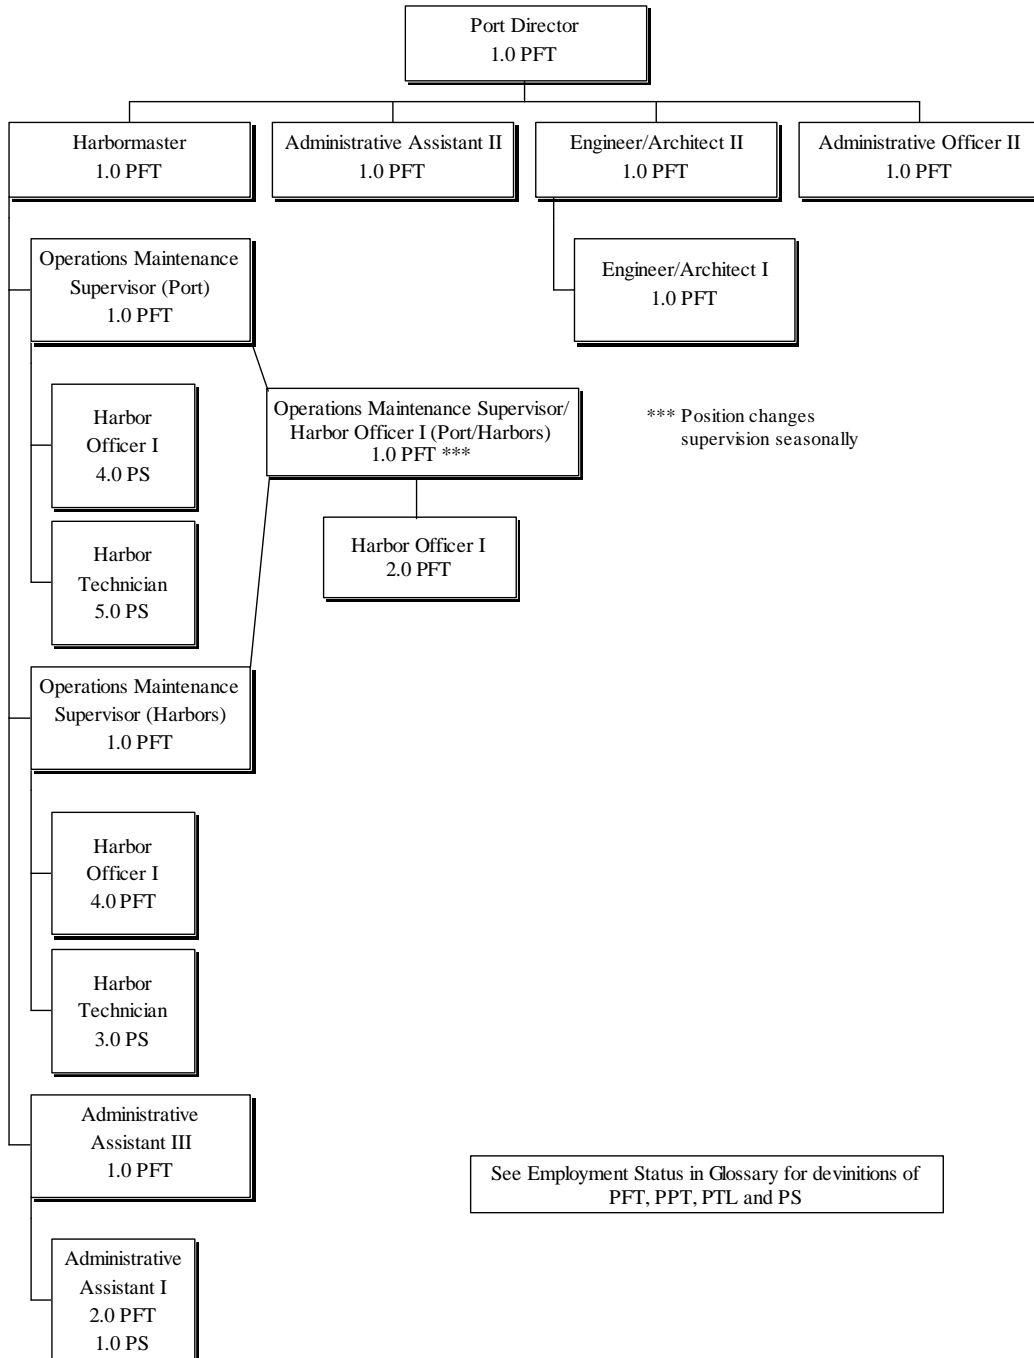 Port Director
1.0 PFT
Harbormaster
1.0 PFT
Administrative Assistant II
1.0 PFT
Engineer/Architect II
1.0 PFT
Administrative Officer II
1.0 PFT
Operations Maintenance
Supervisor (Port)
1.0 PFT
Engineer/Architect I
1.0 PFT
Harbor
Officer I
4.0 PS
Operations Maintenance Supervisor/
Harbor Officer I (Port/Harbors)
1.0 PFT ***
*** Position changes
supervision seasonally
Harbor
Technician
5.0 PS
Harbor Officer I
2.0 PFT
Operations Maintenance
Supervisor (Harbors)
1.0 PFT
Harbor
Officer I
4.0 PFT
Harbor
Technician
3.0 PS
Administrative
Assistant III
1.0 PFT
See Employment Status in Glossary for devinitions of
PFT, PPT, PTL and PS
Administrative
Assistant I
2.0 PFT
1.0 PS